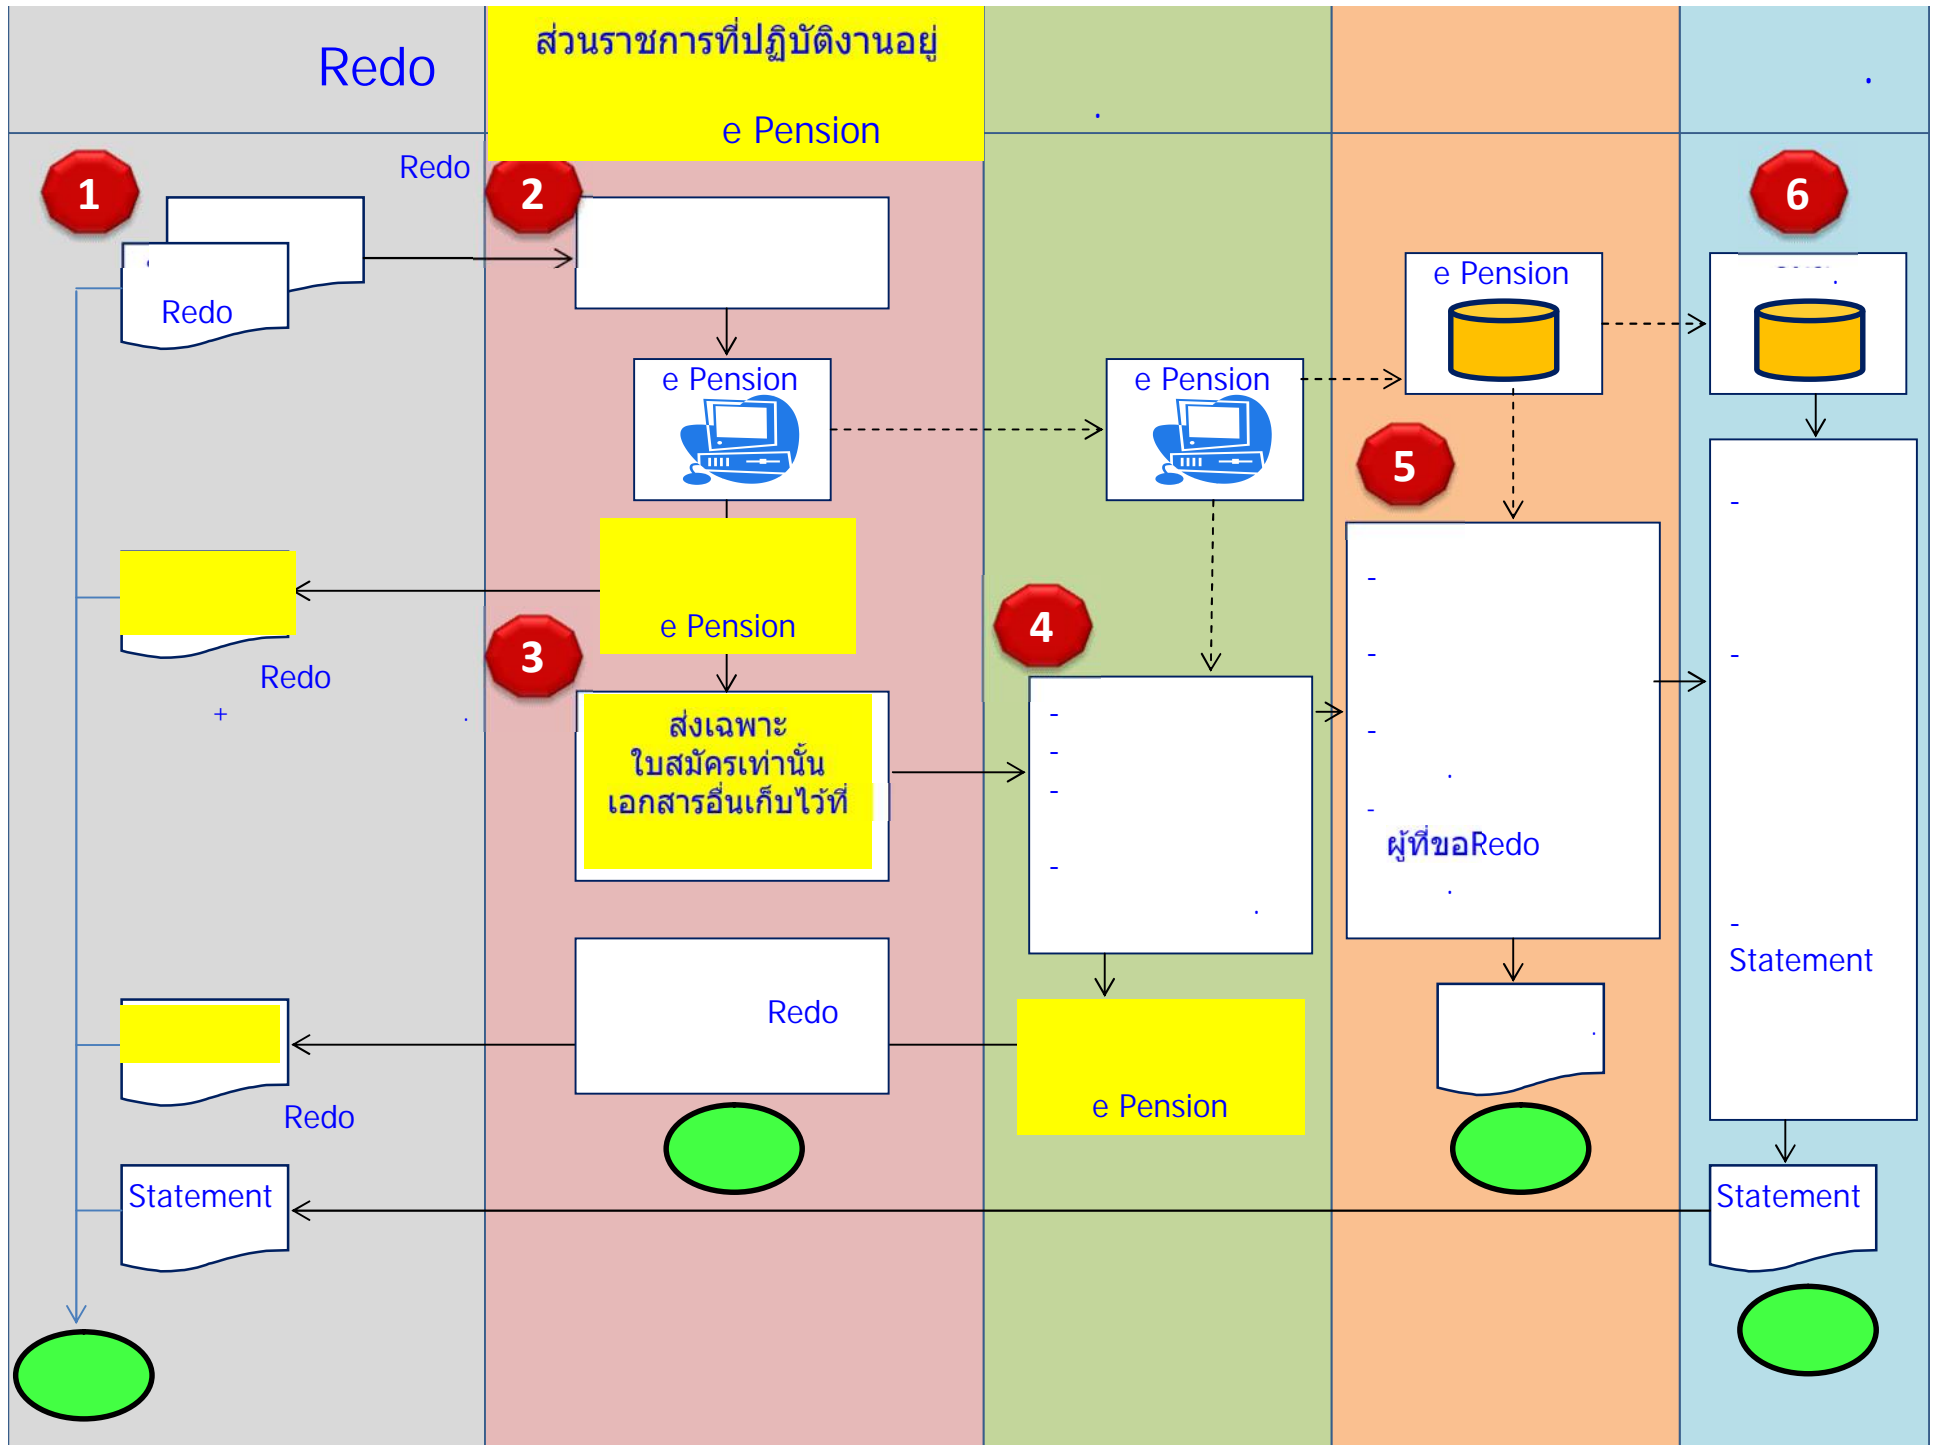 Redo
ส่วนราชการที่ปฏิบัติงานอยู่
e Pension
.
.
1
Redo
2
6
Redo
e Pension
.
e Pension
e Pension
5
-
-
e Pension
3
4
-
-
-
Redo
+ .
ส่งเฉพาะ
ใบสมัครเท่านั้น
เอกสารอื่นเก็บไว้ที่
-
-
-
-
.
-
.
-
.
-
ผู้ที่ขอRedo
-
Statement
Redo
.
e Pension
Redo
Statement
Statement